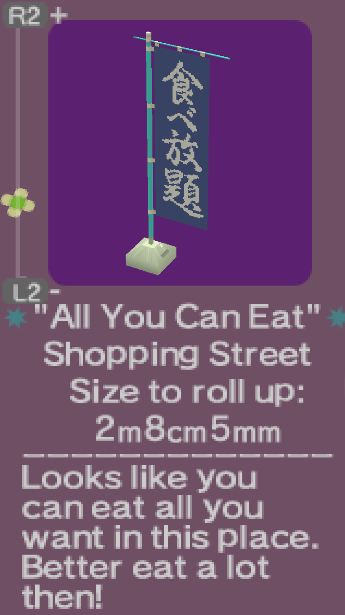 R2 +
食べ放題
L2 -
"All You Can Eat"
Shopping Street
Size to roll up:
2m8cm5mm
Looks like you
can eat all you
want in this place.
Better eat a lot
then!